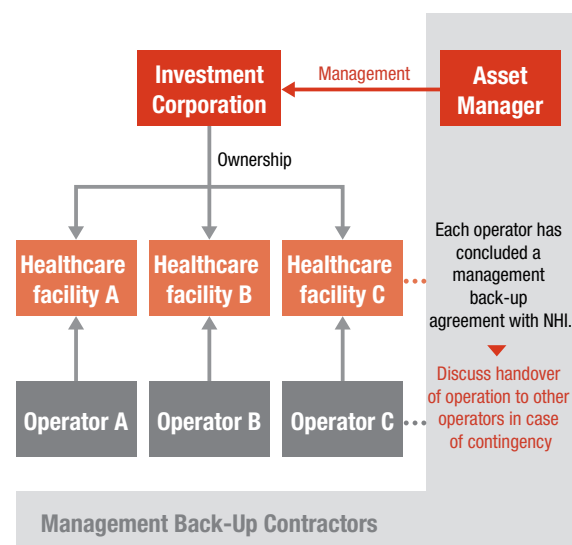 Investment
Corporation
Management
Asset
Manager
Ownership
Healthcare
facility A
Healthcare
facility B
Healthcare
facility C
Each operator has
concluded a
management
back-up
agreement with NHI.
Discuss handover
of operation to other
operators in case
of contingency
Operator A
Operator B
Operator C
Management Back-Up Contractors